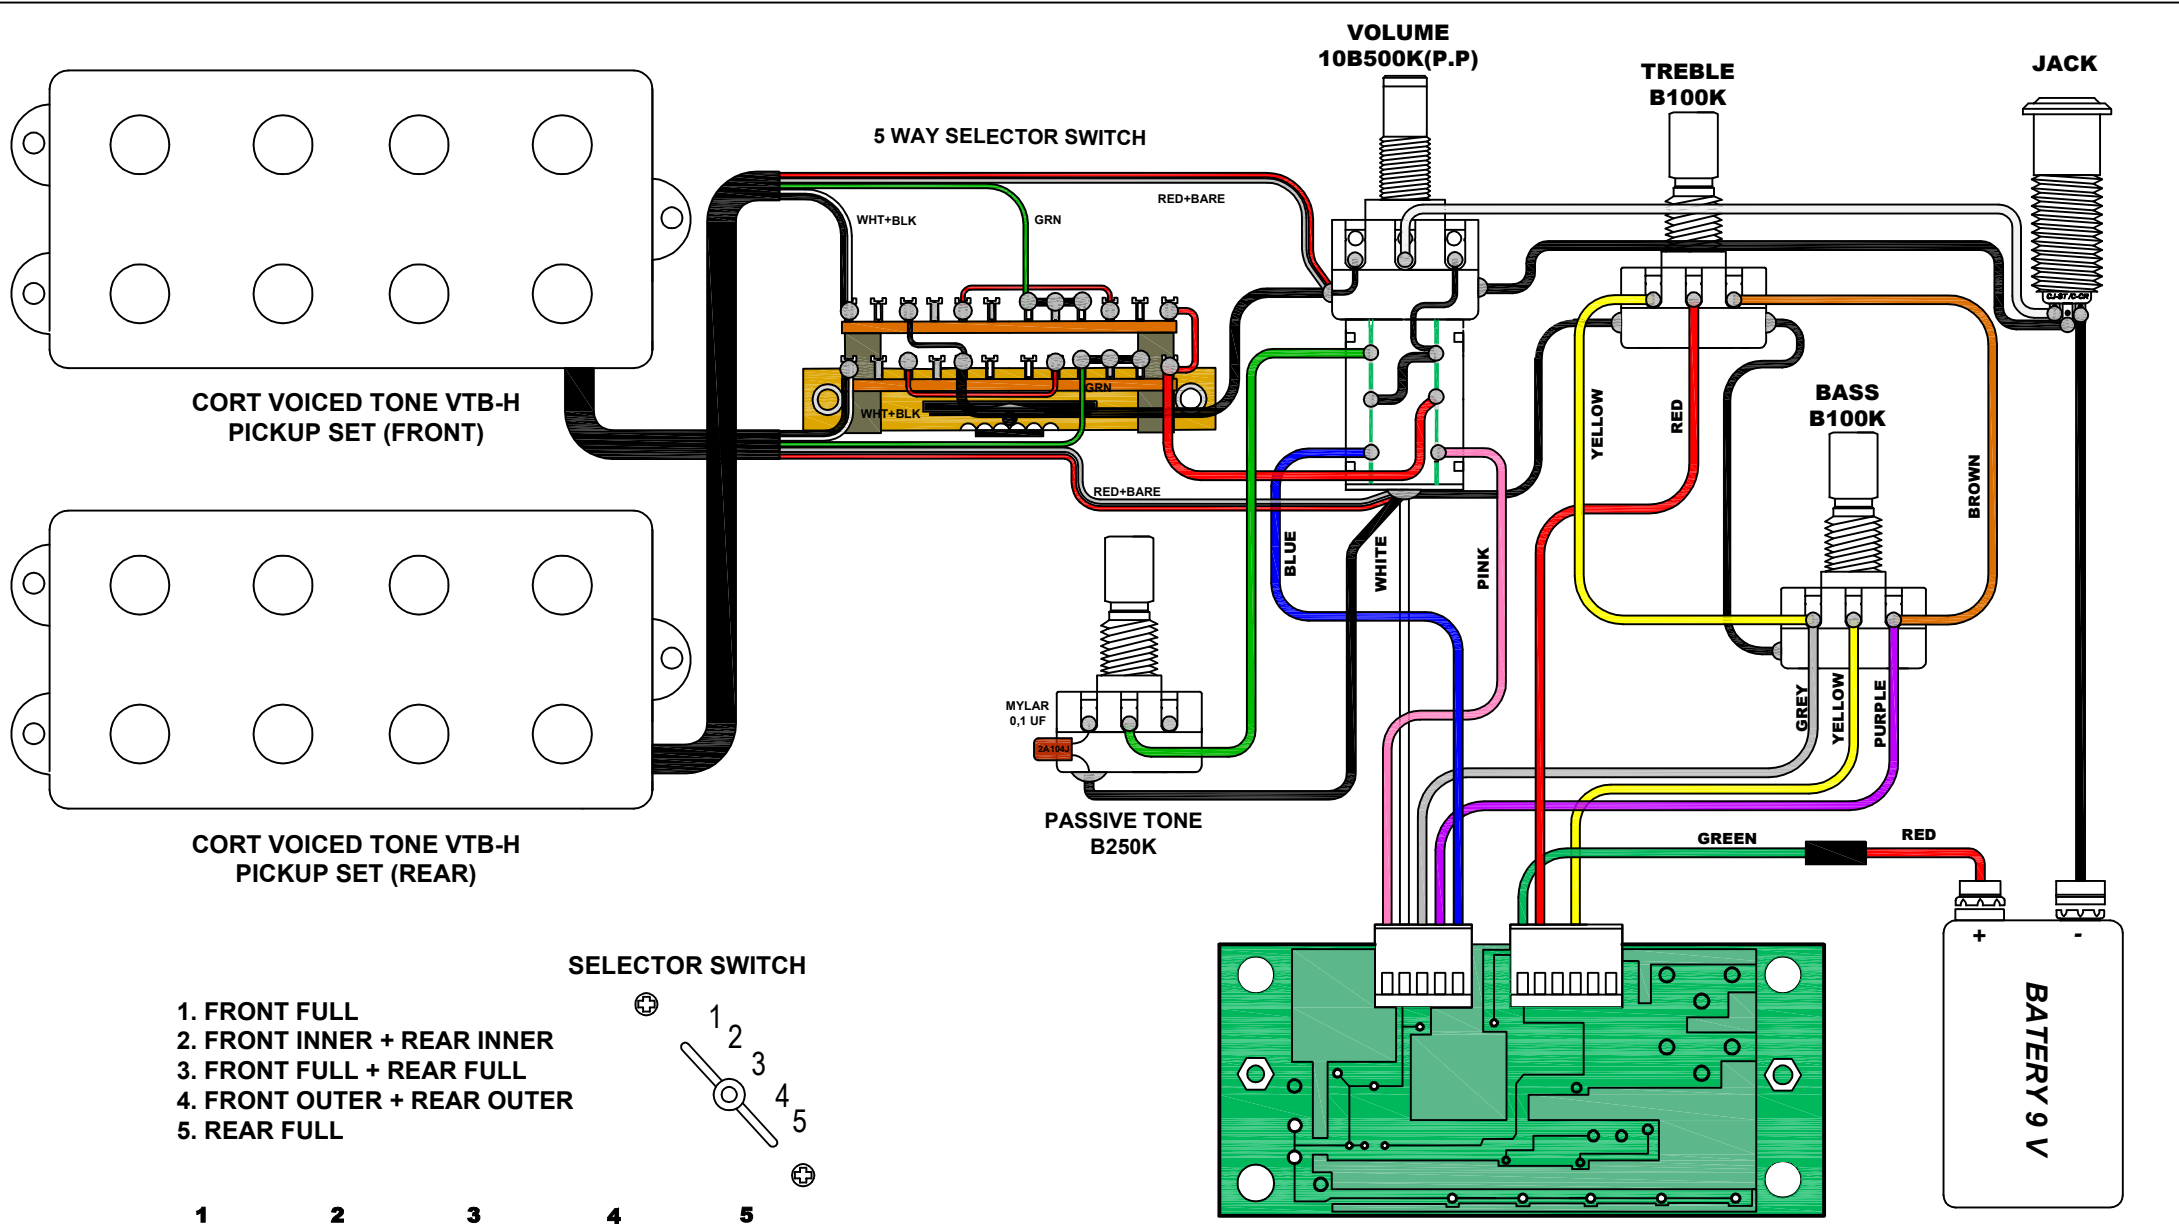 VOLUME
10B500K(P.P)
TREBLE
B100K
JACK
5 WAY SELECTOR SWITCH
RED+BARE
WHT+BLK
GRN
CORT VOICED TONE VTB-H
PICKUP SET (FRONT)
GRN
WHT+BLK
RED+BARE
BASS
B100K
YELLOW
RED
BROWN
BLUE
WHITE
PINK
MYLAR
0,1 UF
2A104J
GREY
YELLOW
PURPLE
PASSIVE TONE
B250K
CORT VOICED TONE VTB-H
PICKUP SET (REAR)
GREEN
RED
+
-
BATERY 9 V
SELECTOR SWITCH
1. FRONT FULL
2. FRONT INNER + REAR INNER
3. FRONT FULL + REAR FULL
4. FRONT OUTER + REAR OUTER
5. REAR FULL
1
2
3
4
5
1 2 3 4 5